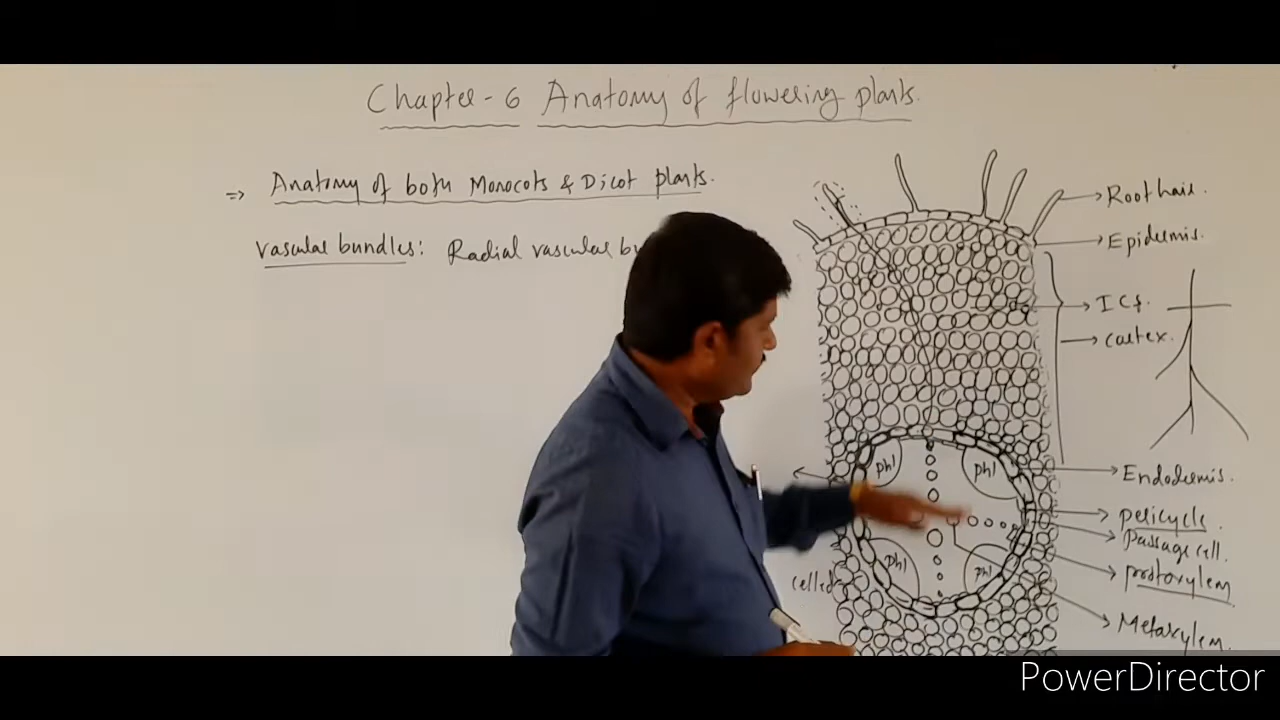 Chapter - 6 Anatomy of flowering plants.
=> Anatomy of both Monocots & Dicot plants.
vascular bundles: Radial vascular
Root hair.
Epidermis.
I C f.
Cortex.
phl
phl
Endodermis.
pericycle.
Passage cell.
phl
phl
protoxylem
celled
Metaxylem.
PowerDirector